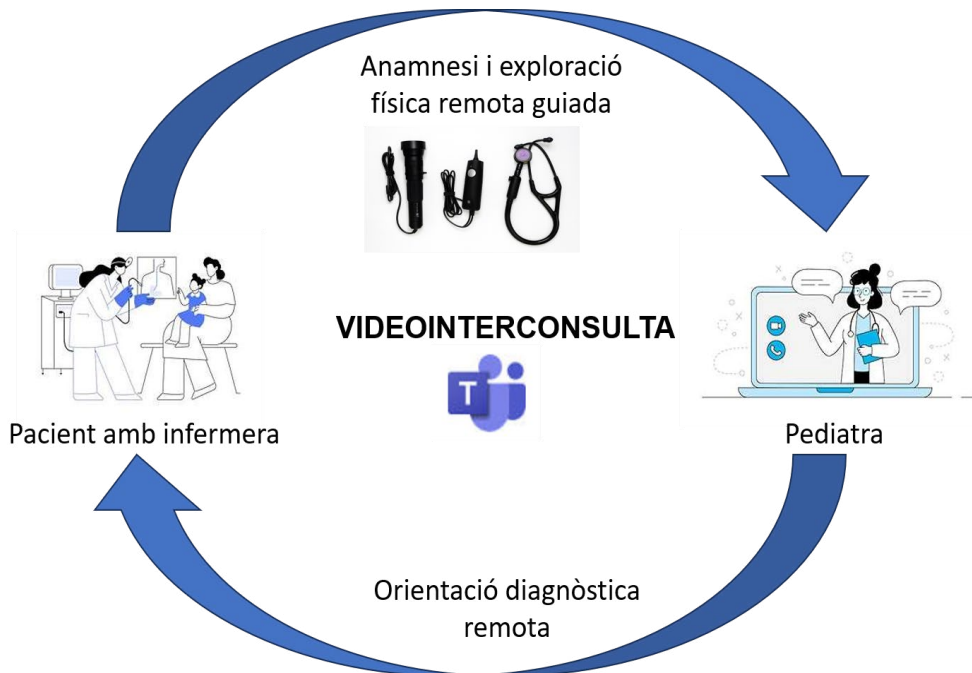 Anamnesi i exploració
física remota guiada
VIDEOINTERCONSULTA
T
Pacient amb infermera
Pediatra
Orientació diagnòstica
remota